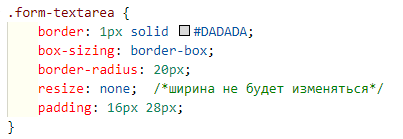 .form-textarea {
border: 1px solid #DADADA;
box-sizing: border-box;
border-radius: 20px;
resize: none;  /*ширина не будет изменяться*/
padding: 16px 28px;
}